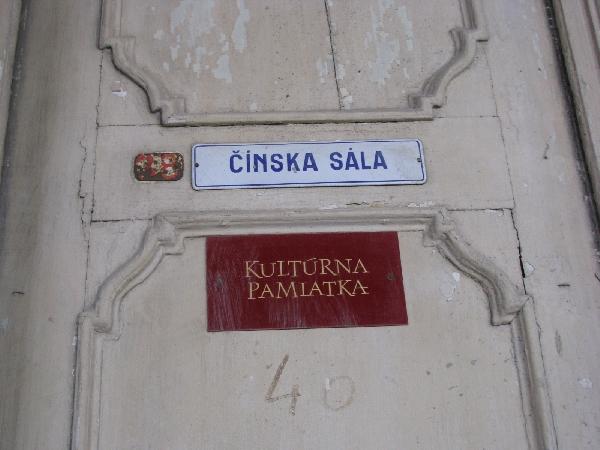 ČÍNSKA SÁLA
KULTÚRNA
PAMIATKA
40